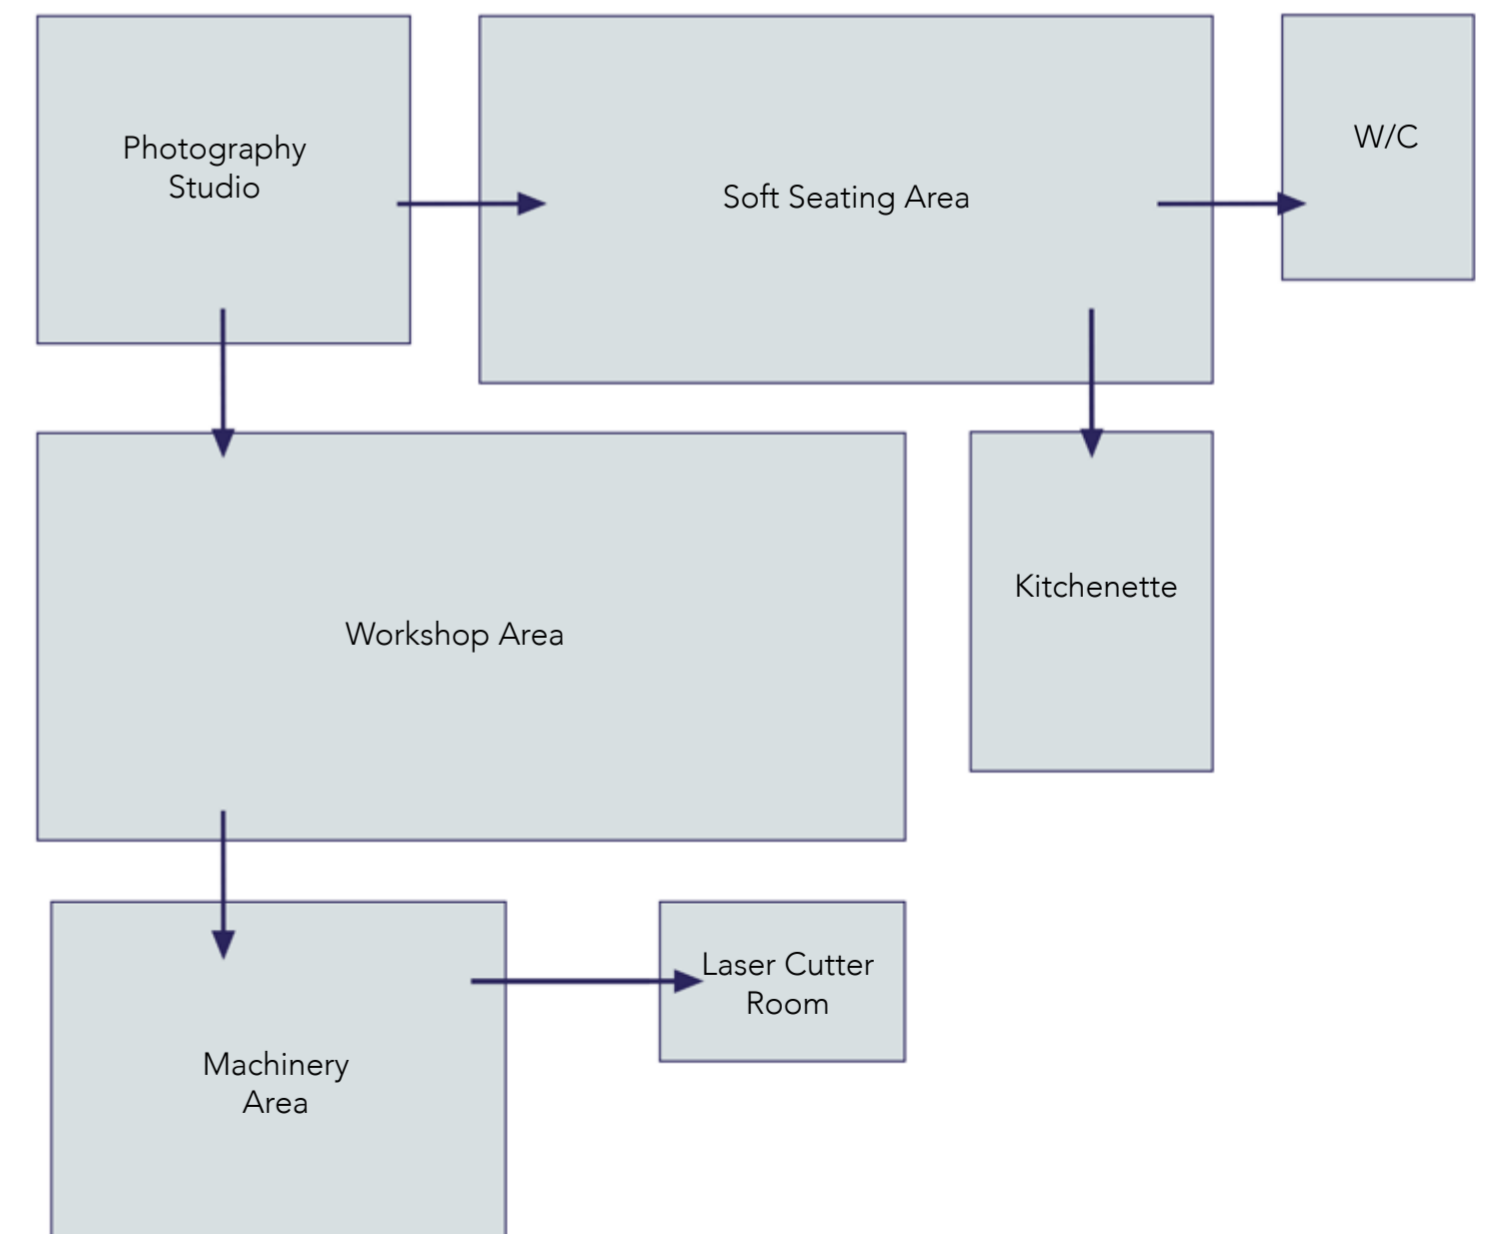 Photography
Studio
Soft Seating Area
W/C
Workshop Area
Kitchenette
Machinery
Area
Laser Cutter
Room